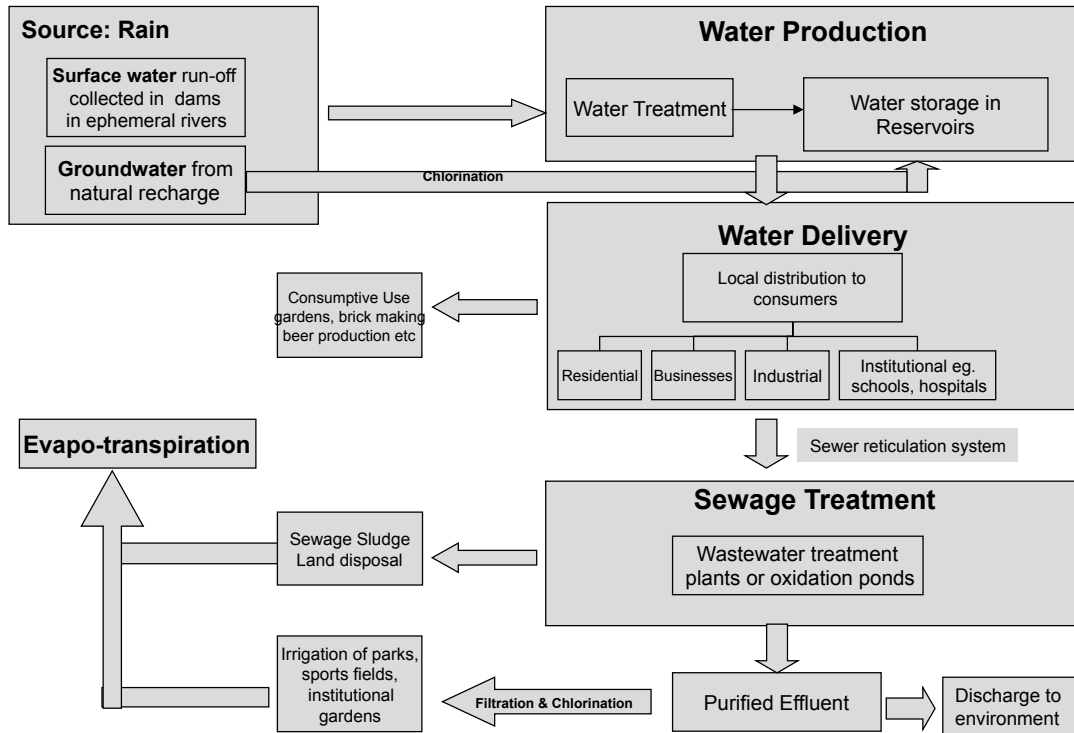 Source: Rain
Surface water run-off
collected in dams
in ephemeral rivers
Groundwater from
natural recharge
Chlorination
Water Production
Water Treatment
Water storage in
Reservoirs
Water Delivery
Local distribution to
consumers
Residential
Businesses
Industrial
Institutional eg.
schools, hospitals
Consumptive Use
gardens, brick making
beer production etc
Sewer reticulation system
Evapo-transpiration
Sewage Treatment
Wastewater treatment
plants or oxidation ponds
Sewage Sludge
Land disposal
Irrigation of parks,
sports fields,
institutional
gardens
Filtration & Chlorination
Purified Effluent
Discharge to
environment